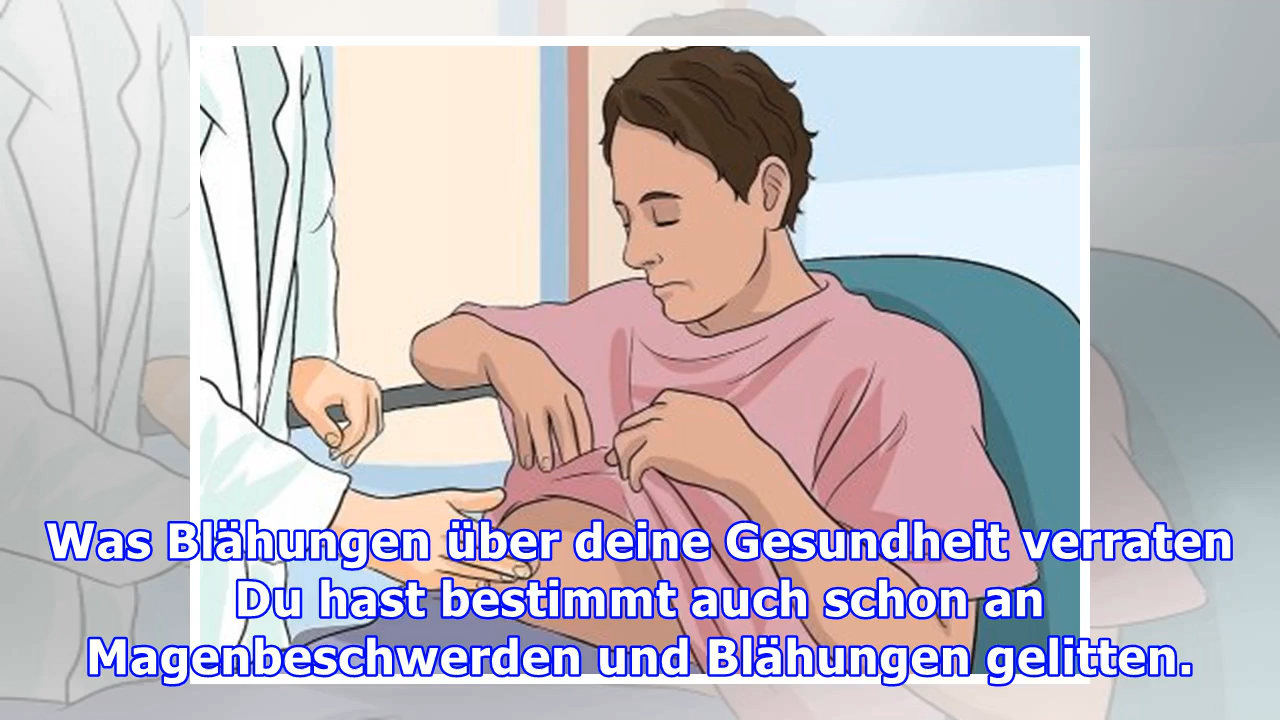 Was Blähungen über deine Gesundheit verraten
Du hast bestimmt auch schon an
Magenbeschwerden und Blähungen gelitten.